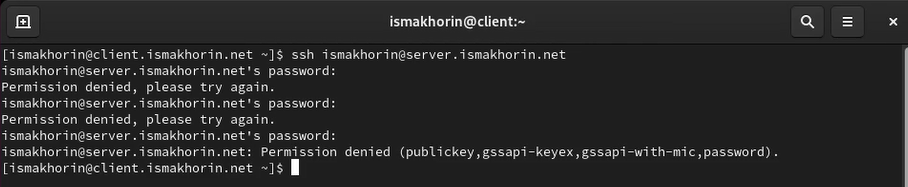 ismakhorin@client:~
[ismakhorin@client.ismakhorin.net ~]$ ssh ismakhorin@server.ismakhorin.net
ismakhorin@server.ismakhorin.net's password:
Permission denied, please try again.
ismakhorin@server.ismakhorin.net's password:
Permission denied, please try again.
ismakhorin@server.ismakhorin.net's password:
ismakhorin@server.ismakhorin.net: Permission denied (publickey,gssapi-keyex,gssapi-with-mic,password).
[ismakhorin@client.ismakhorin.net ~]$